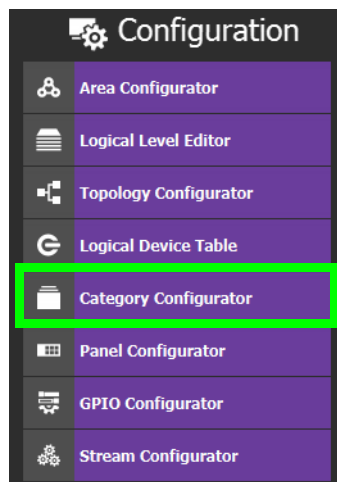 Configuration
Area Configurator
Logical Level Editor
Topology Configurator
Logical Device Table
Category Configurator
Panel Configurator
GPIO Configurator
Stream Configurator